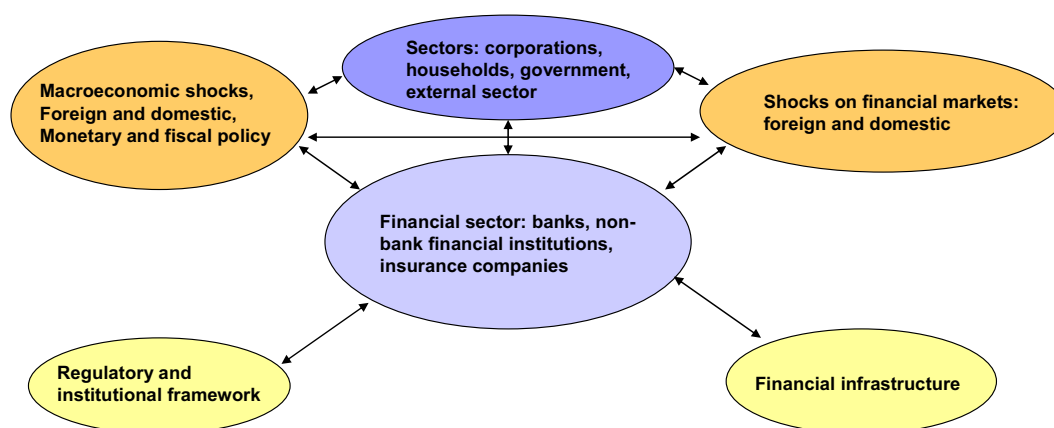 Sectors: corporations,
households, government,
external sector
Macroeconomic shocks,
Foreign and domestic,
Monetary and fiscal policy
Shocks on financial markets:
foreign and domestic
Financial sector: banks, non-
bank financial institutions,
insurance companies
Regulatory and
institutional framework
Financial infrastructure